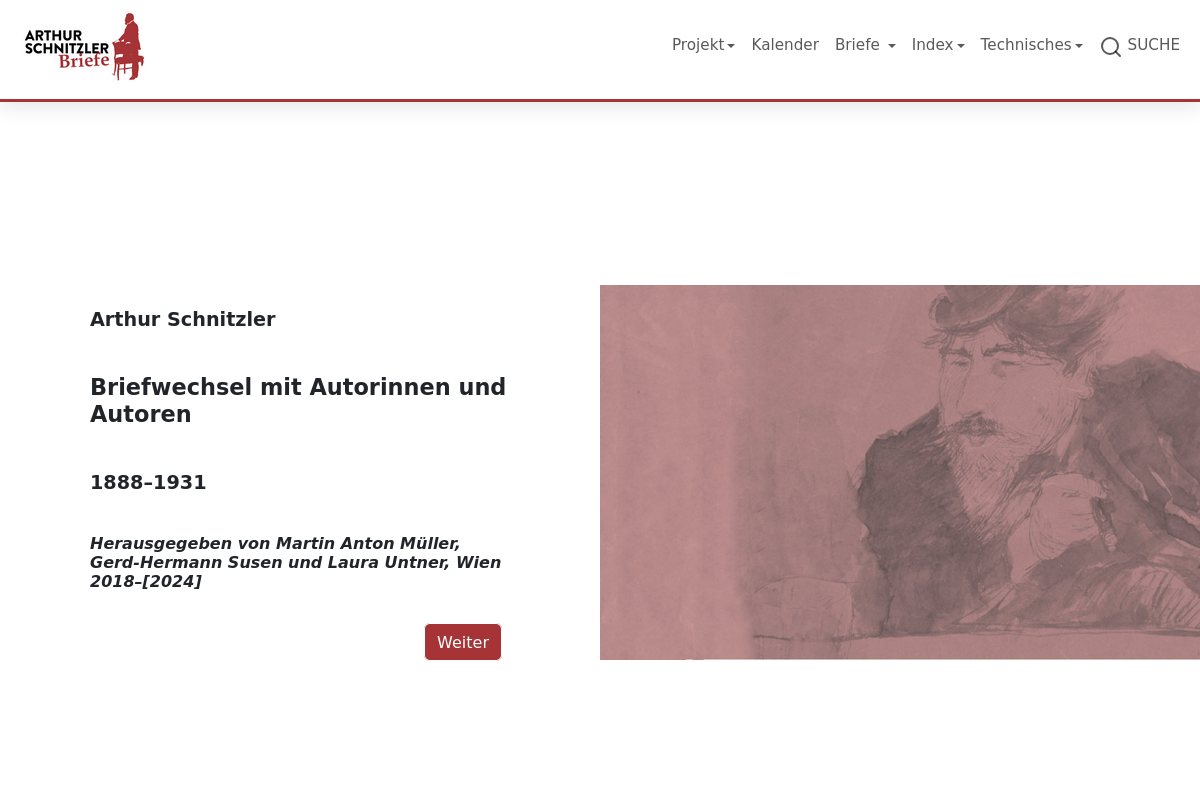 ARTHUR
SCHNITZLER
Briefe
Projekt Kalender Briefe Index Technisches SUCHE
Arthur Schnitzler
Briefwechsel mit Autorinnen und
Autoren
1888–1931
Herausgegeben von Martin Anton Müller,
Gerd-Hermann Susen und Laura Untner, Wien
2018–[2024]
Weiter